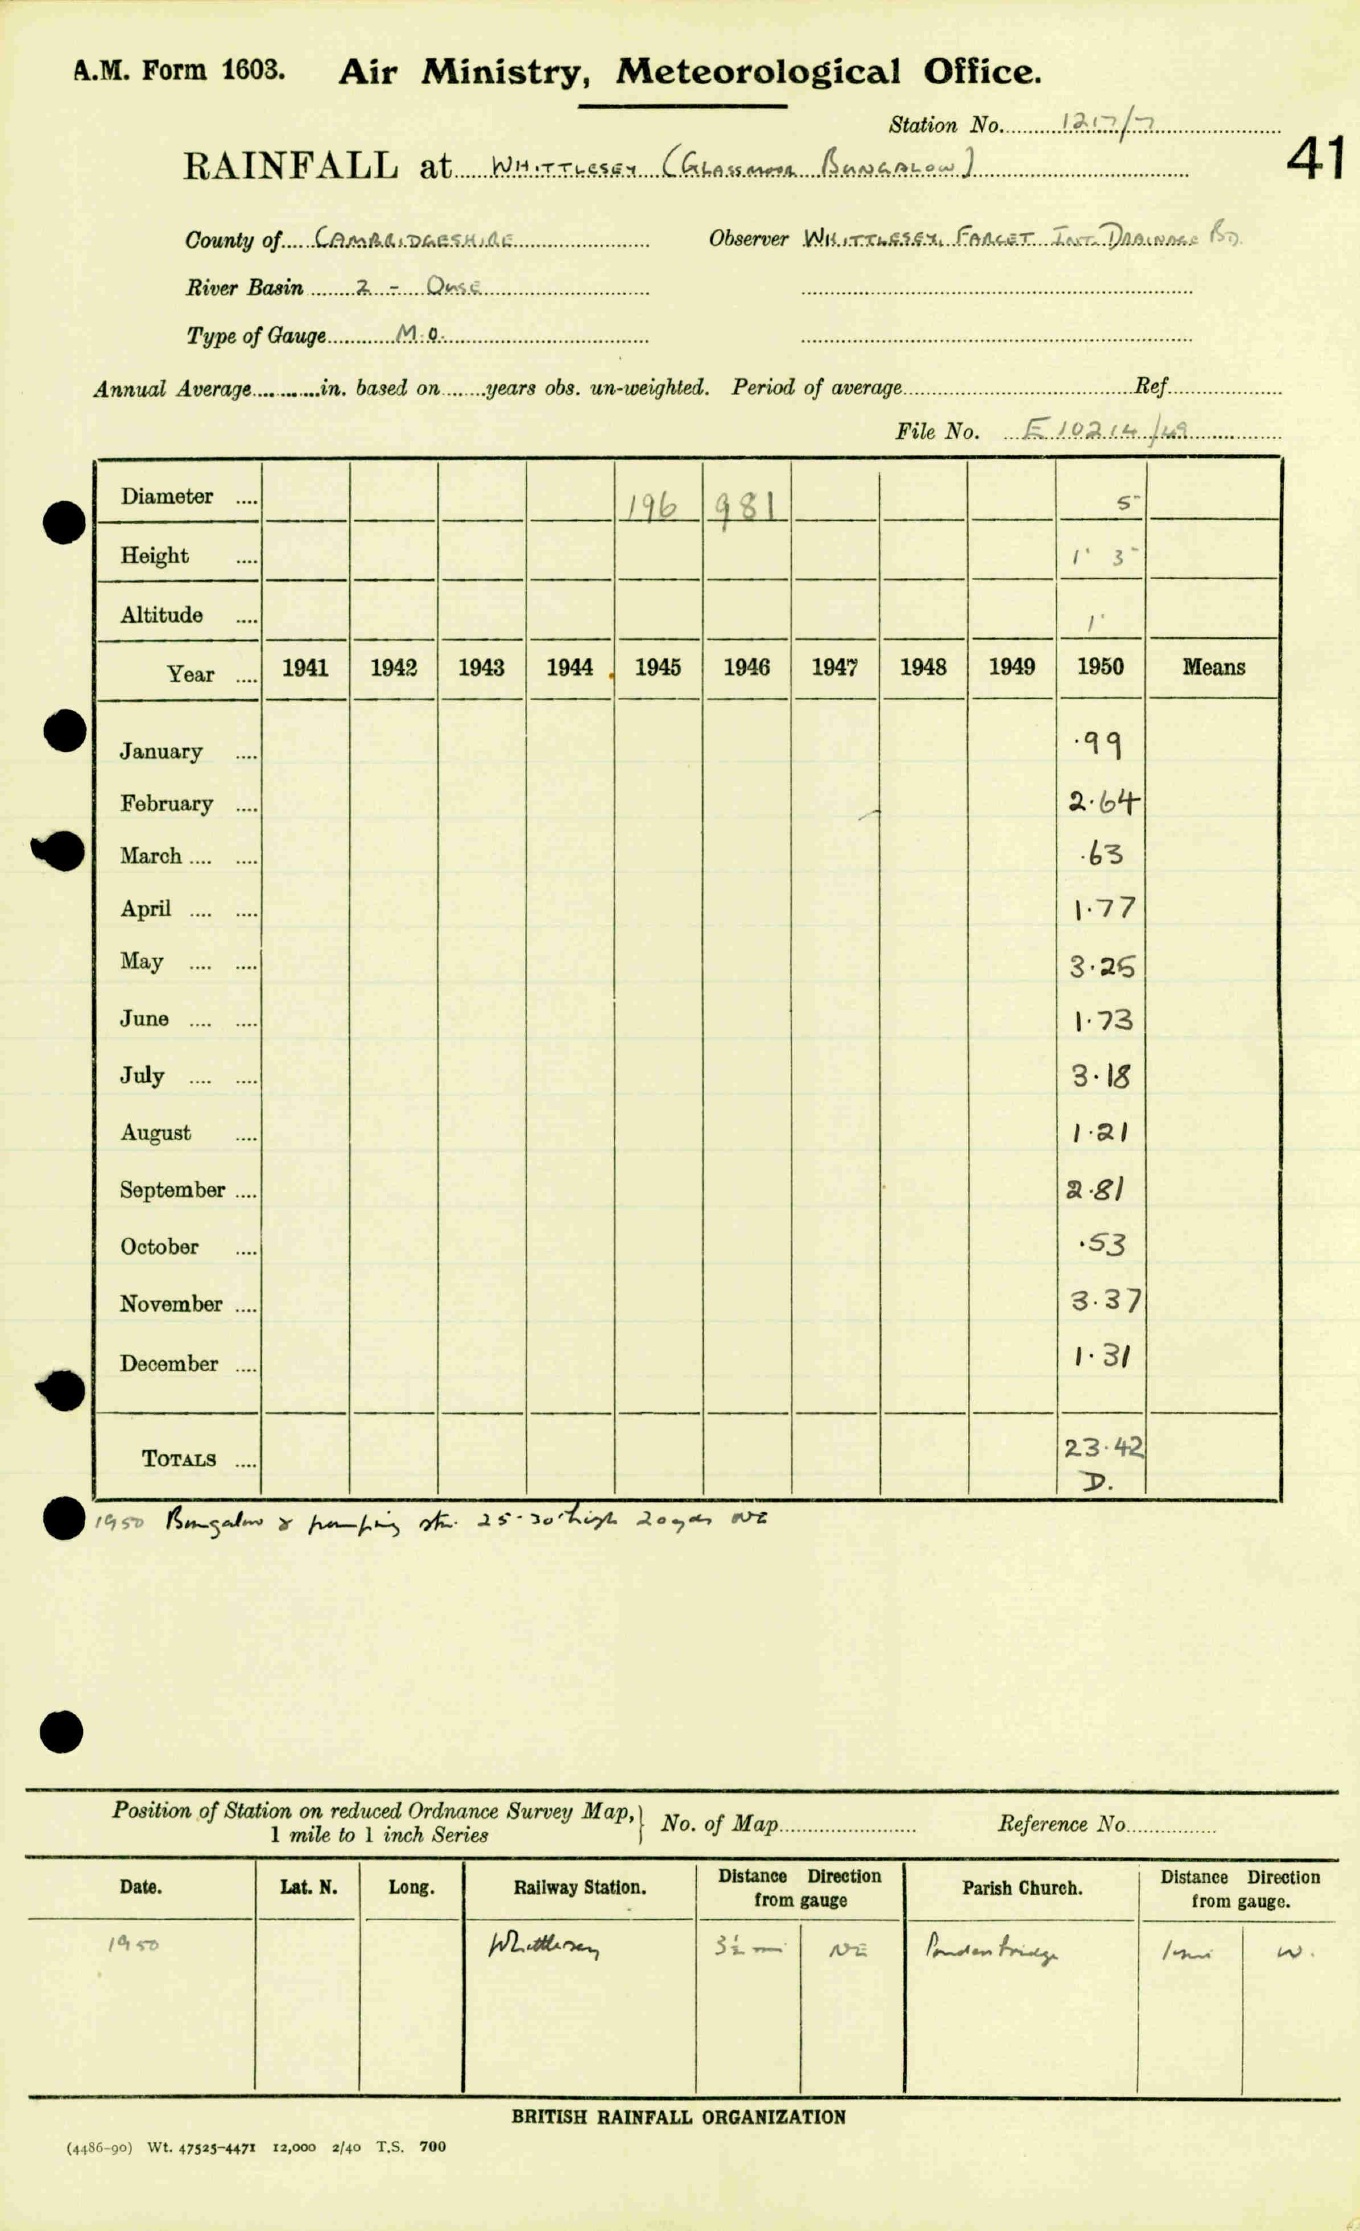 A.M. Form 1603. Air Ministry, Meteorological Office.
Station No. 1217/7
41
RAINFALL at WHITTLESEY (GLASSMOOR BUNGALOW)
County of CAMBRIDGESHIRE Observer WHITTLESEY, FARCET INT. DRAINAGE BD.
River Basin 2 - Ouse
Type of Gauge M.O.
Annual Average in. based on years obs. un-weighted. Period of average Ref.
File No. E 10214/49
Diameter .... 196 981 5"
Height .... 1' 3"
Altitude .... 1'
Year .... 1941 1942 1943 1944 1945 1946 1947 1948 1949 1950 Means
January .... ·99
February .... 2·64
March .... .... ·63
April .... .... 1·77
May .... .... 3·25
June .... .... 1·73
July .... .... 3·18
August .... 1·21
September .... 2·81
October .... ·53
November .... 3·37
December .... 1·31
TOTALS .... 23·42
D.
1950 Bungalow & pumping stn. 25-30' high 20 yds NE
Position of Station on reduced Ordnance Survey Map, } No. of Map Reference No.
1 mile to 1 inch Series
Date. Lat. N. Long. Railway Station. Distance Direction from gauge Parish Church. Distance Direction from gauge.
1950 Whittlesey 3½ mi NE Pondersbridge 1 mi W.
BRITISH RAINFALL ORGANIZATION
(4486-90) Wt. 47525-4471 12,000 2/40 T.S. 700